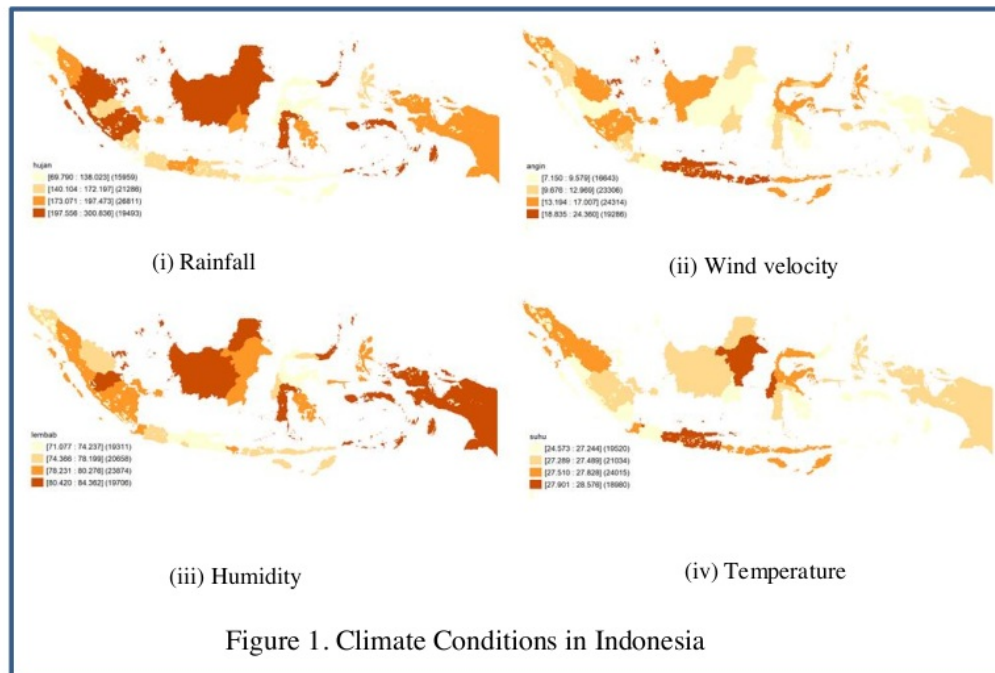 hujan
[69.790 : 138.023] (15959)
[140.104 : 172.197] (21286)
[173.071 : 197.473] (26811)
[197.556 : 300.836] (19493)
(i) Rainfall
angin
[7.150 : 9.579] (16643)
[9.676 : 12.969] (23306)
[13.194 : 17.007] (24314)
[18.835 : 24.360] (19286)
(ii) Wind velocity
lembab
[71.077 : 74.237] (19311)
[74.366 : 78.199] (20658)
[78.231 : 80.276] (23874)
[80.420 : 84.362] (19706)
(iii) Humidity
suhu
[24.573 : 27.244] (19520)
[27.289 : 27.489] (21034)
[27.510 : 27.828] (24015)
[27.901 : 28.576] (18980)
(iv) Temperature
Figure 1. Climate Conditions in Indonesia